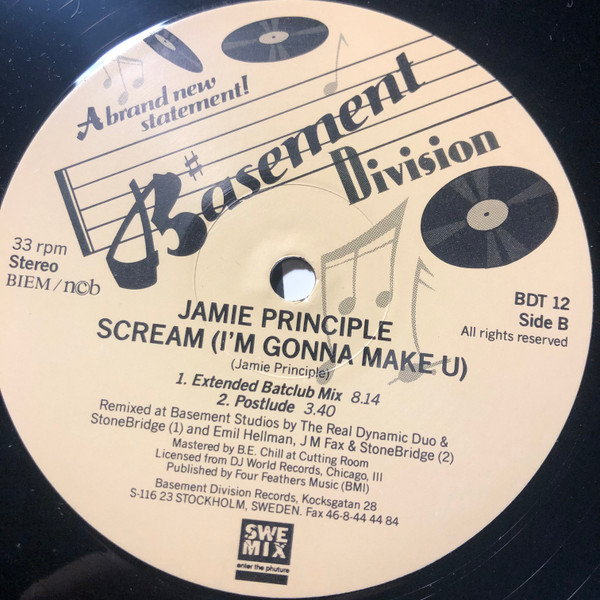 A brand new
statement!
B# Basement
Division
33 rpm
Stereo
BIEM / ncb
BDT 12
Side B
All rights reserved
JAMIE PRINCIPLE
SCREAM (I'M GONNA MAKE U)
(Jamie Principle)
1. Extended Batclub Mix 8.14
2. Postlude 3.40
Remixed at Basement Studios by The Real Dynamic Duo &
StoneBridge (1) and Emil Hellman, J M Fax & StoneBridge (2)
Mastered by B.E. Chill at Cutting Room
Licensed from DJ World Records, Chicago, III
Published by Four Feathers Music (BMI)
Basement Division Records, Kocksgatan 28
S-116 23 STOCKHOLM, SWEDEN. Fax 46-8-44 44 84
SWE
MIX
enter the phuture